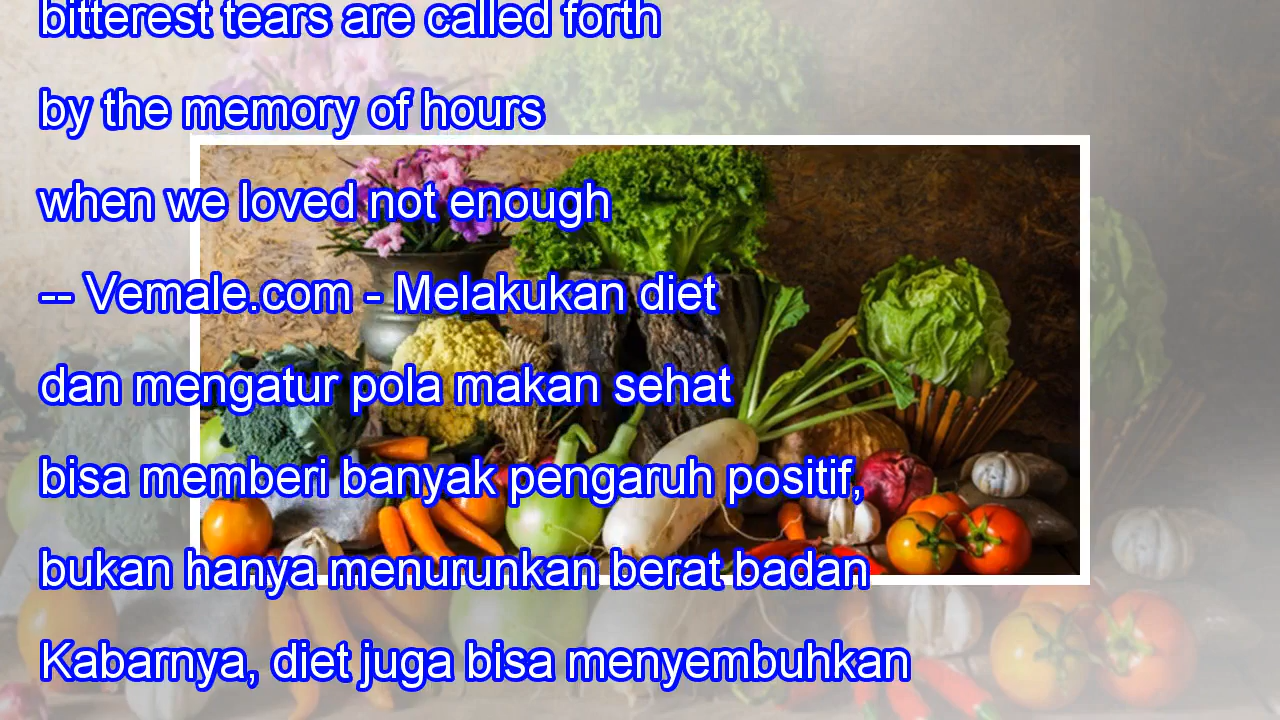 bitterest tears are called forth
by the memory of hours
when we loved not enough
-- Vemale.com - Melakukan diet
dan mengatur pola makan sehat
bisa memberi banyak pengaruh positif,
bukan hanya menurunkan berat badan
Kabarnya, diet juga bisa menyembuhkan